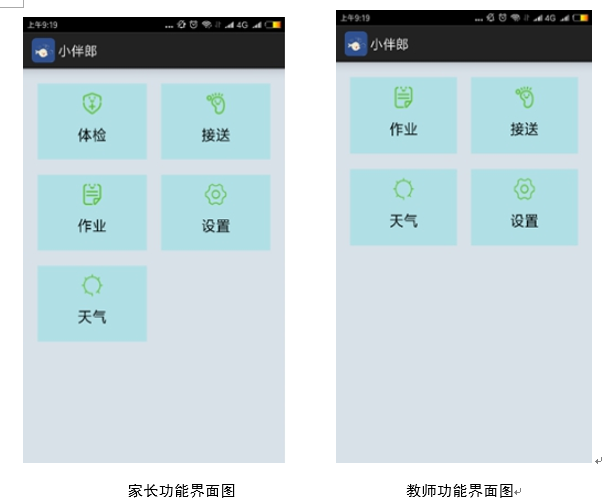 上午9:19 ... 4G
小伴郎
体检 接送
作业 设置
天气
上午9:19 ... 4G
小伴郎
作业 接送
天气 设置
家长功能界面图 教师功能界面图